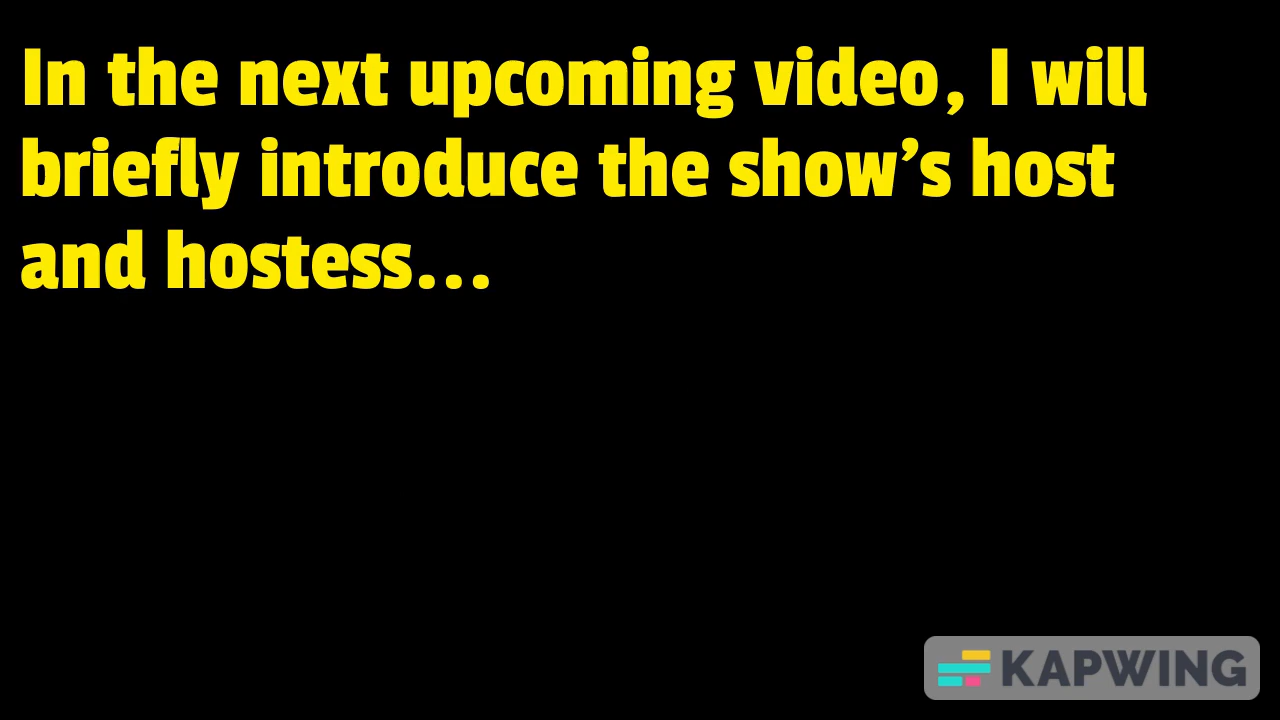 In the next upcoming video, I will
briefly introduce the show’s host
and hostess...
KAPWING